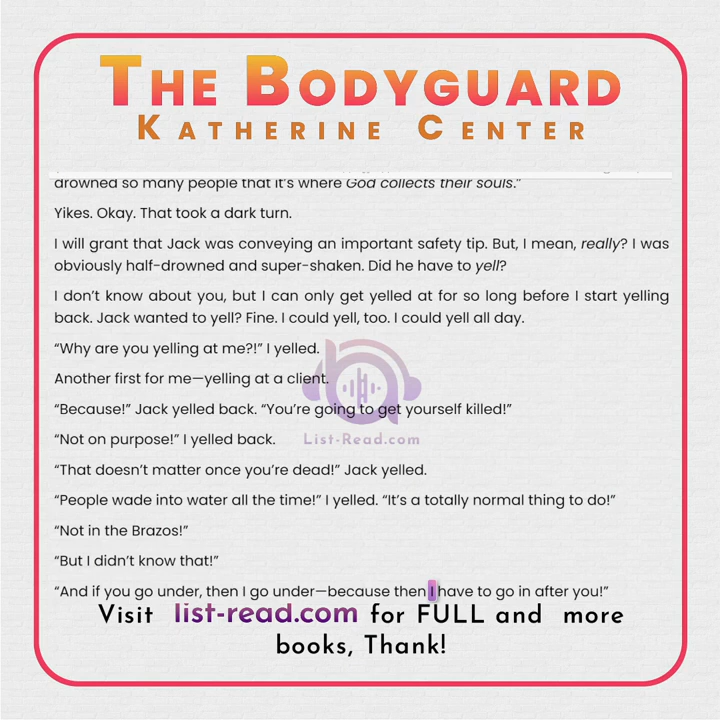 THE BODYGUARD
KATHERINE CENTER
drowned so many people that it's where God collects their souls."
Yikes. Okay. That took a dark turn.
I will grant that Jack was conveying an important safety tip. But, I mean, really? I was
obviously half-drowned and super-shaken. Did he have to yell?
I don't know about you, but I can only get yelled at for so long before I start yelling
back. Jack wanted to yell? Fine. I could yell, too. I could yell all day.
"Why are you yelling at me?!" I yelled.
Another first for me—yelling at a client.
"Because!" Jack yelled back. "You're going to get yourself killed!"
"Not on purpose!" I yelled back.
List-Read.com
"That doesn't matter once you're dead!" Jack yelled.
"People wade into water all the time!" I yelled. "It's a totally normal thing to do!"
"Not in the Brazos!"
"But I didn't know that!"
"And if you go under, then I go under—because then I have to go in after you!"
Visit list-read.com for FULL and more
books, Thank!